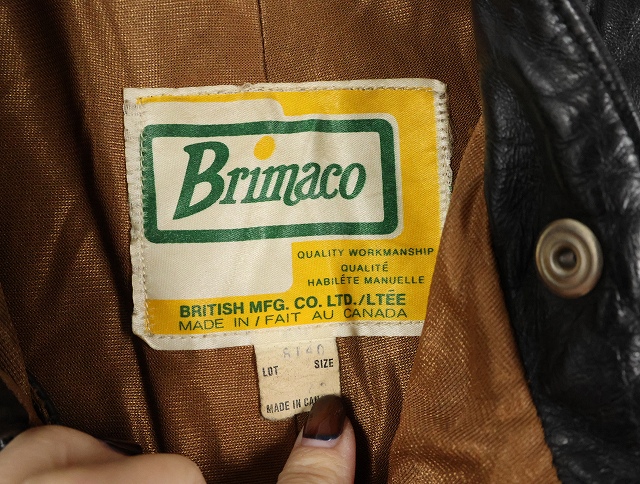 Brimaco
QUALITY WORKMANSHIP
QUALITÉ
HABILÊTE MANUELLE
BRITISH MFG. CO. LTD./LTÉE
MADE IN/FAIT AU CANADA
LOT SIZE
MADE IN